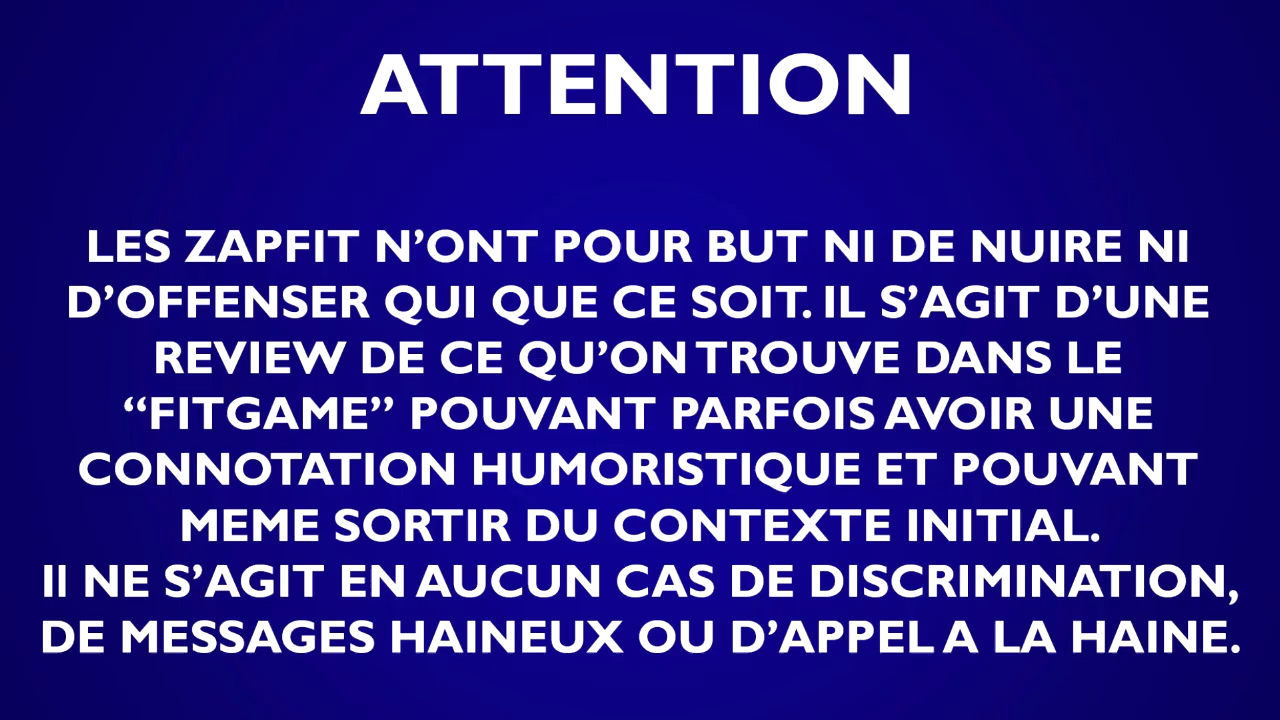 ATTENTION
LES ZAPFIT N’ONT POUR BUT NI DE NUIRE NI
D’OFFENSER QUI QUE CE SOIT. IL S’AGIT D’UNE
REVIEW DE CE QU’ON TROUVE DANS LE
“FITGAME” POUVANT PARFOIS AVOIR UNE
CONNOTATION HUMORISTIQUE ET POUVANT
MEME SORTIR DU CONTEXTE INITIAL.
Il NE S’AGIT EN AUCUN CAS DE DISCRIMINATION,
DE MESSAGES HAINEUX OU D’APPEL A LA HAINE.